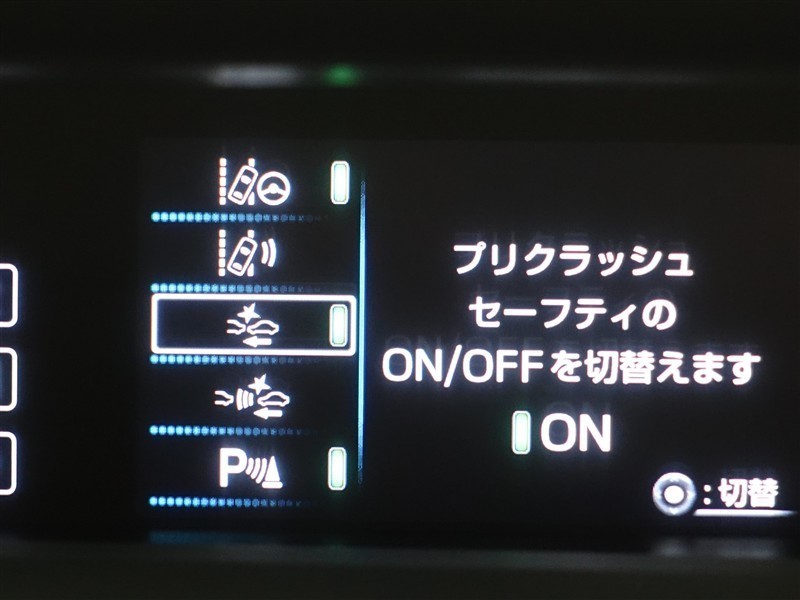 プリクラッシュ
セーフティの
ON/OFFを切替えます
ON
P
:切替